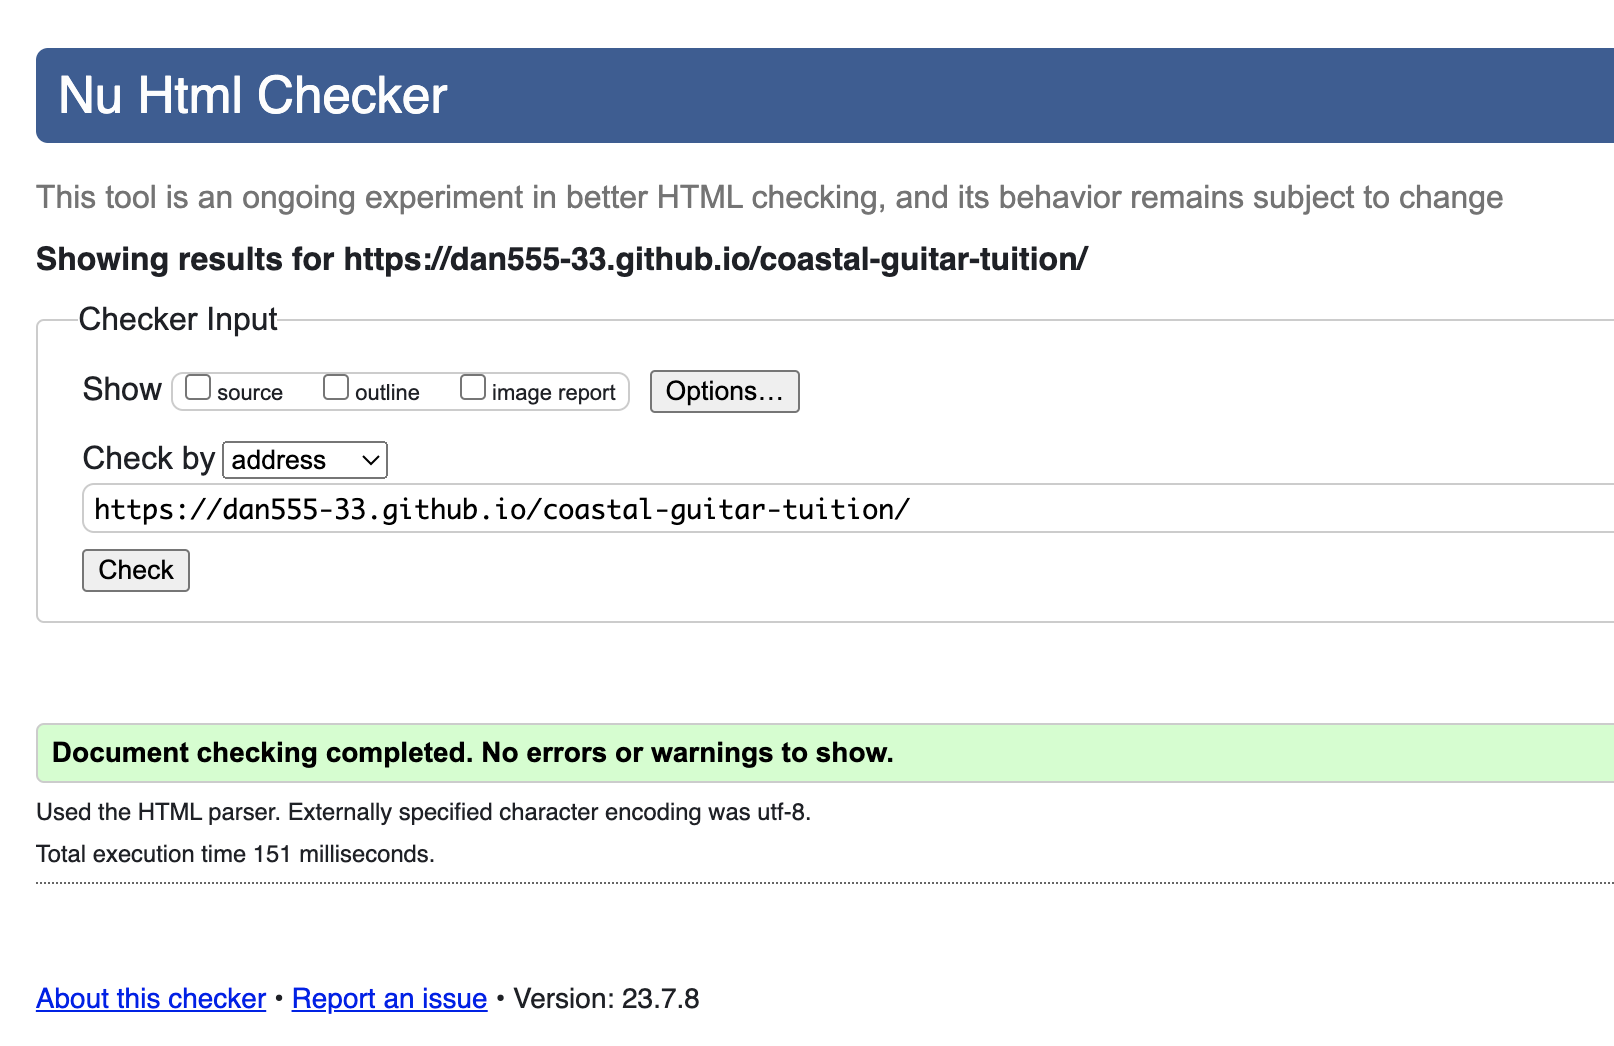 Nu Html Checker
This tool is an ongoing experiment in better HTML checking, and its behavior remains subject to change
Showing results for https://dan555-33.github.io/coastal-guitar-tuition/
Checker Input
Show source outline image report Options...
Check by address
https://dan555-33.github.io/coastal-guitar-tuition/
Check
Document checking completed. No errors or warnings to show.
Used the HTML parser. Externally specified character encoding was utf-8.
Total execution time 151 milliseconds.
About this checker • Report an issue • Version: 23.7.8